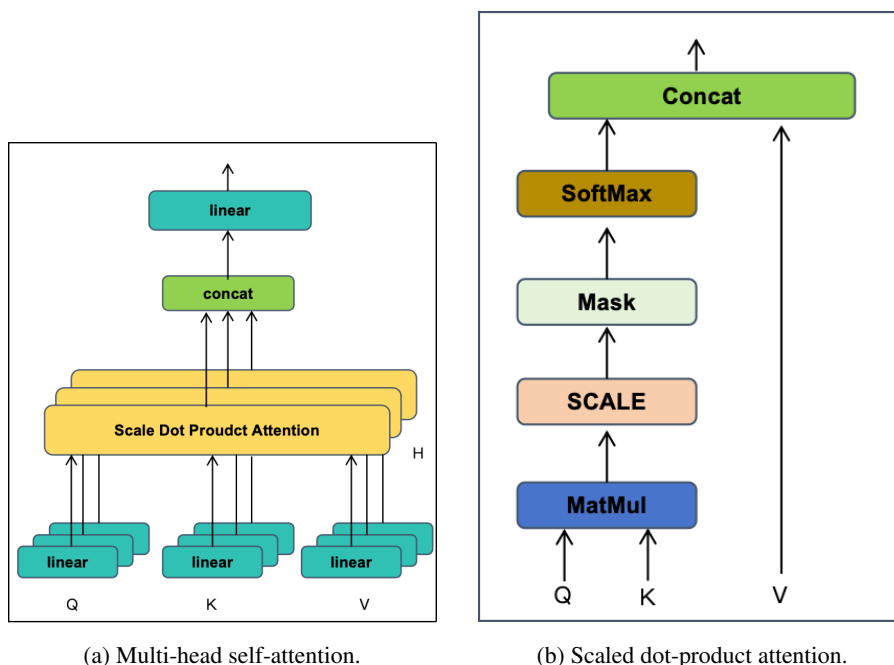 linear
concat
Scale Dot Proudct Attention
H
linear linear linear
Q K V
(a) Multi-head self-attention.
Concat
SoftMax
Mask
SCALE
MatMul
Q K V
(b) Scaled dot-product attention.